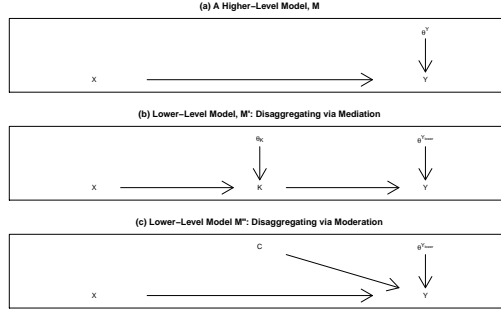 (a) A Higher−Level Model, M
θ^Y
X Y
(b) Lower−Level Model, M': Disaggregating via Mediation
θ_K θ^{Y_lower}
X K Y
(c) Lower−Level Model M'': Disaggregating via Moderation
C θ^{Y_lower}
X Y